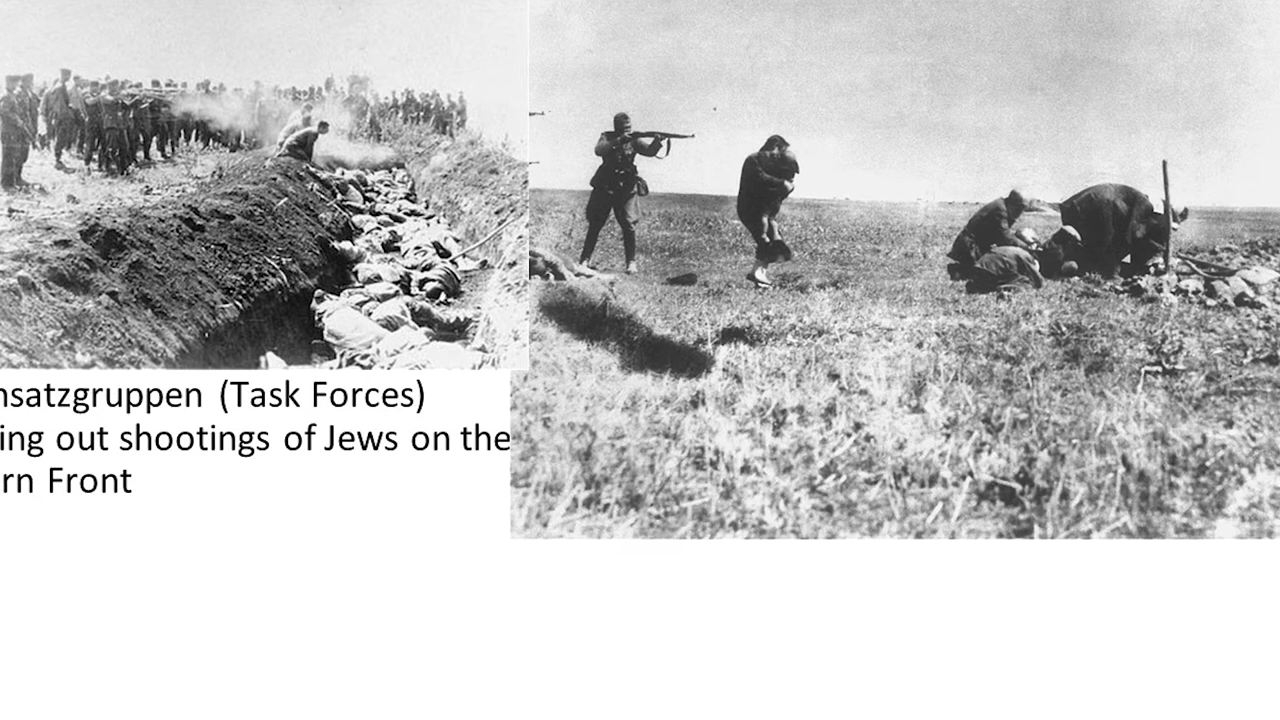 nsatzgruppen (Task Forces)
ing out shootings of Jews on the
rn Front